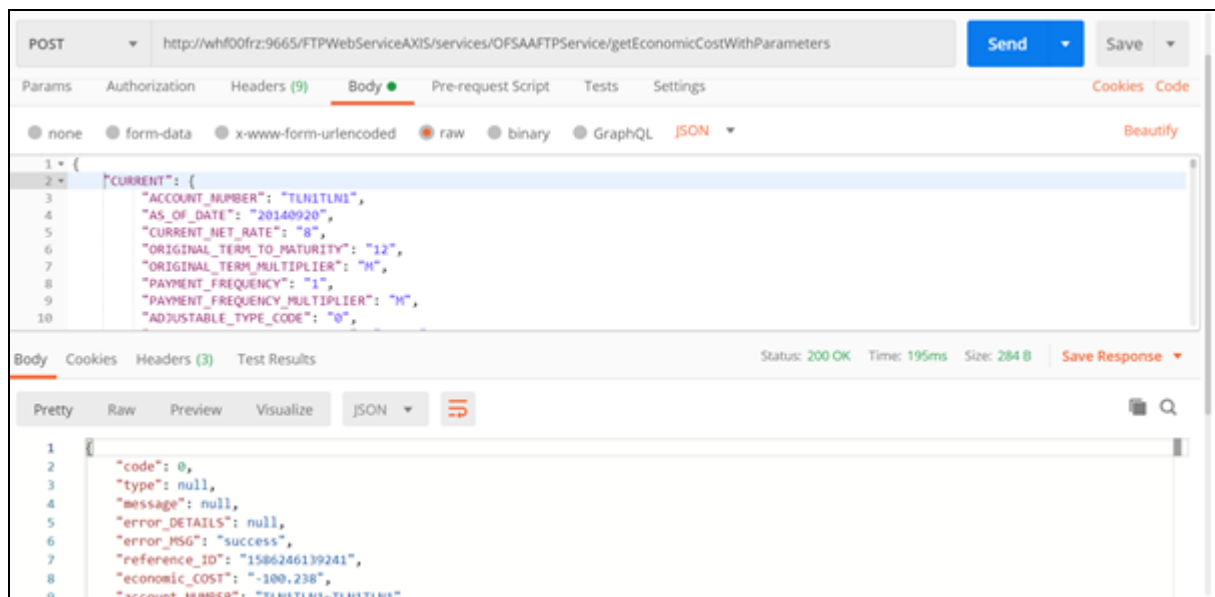 POST http://whf00frz:9665/FTPWebServiceAXIS/services/OFSAAFTPService/getEconomicCostWithParameters Send Save
Params Authorization Headers (9) Body Pre-request Script Tests Settings Cookies Code
none form-data x-www-form-urlencoded raw binary GraphQL JSON Beautify
1 {
2 "CURRENT": {
3 "ACCOUNT_NUMBER": "TLN1TLN1",
4 "AS_OF_DATE": "20140920",
5 "CURRENT_NET_RATE": "8",
6 "ORIGINAL_TERM_TO_MATURITY": "12",
7 "ORIGINAL_TERM_MULTIPLIER": "M",
8 "PAYMENT_FREQUENCY": "1",
9 "PAYMENT_FREQUENCY_MULTIPLIER": "M",
10 "ADJUSTABLE_TYPE_CODE": "0",
Body Cookies Headers (3) Test Results Status: 200 OK Time: 195ms Size: 284 B Save Response
Pretty Raw Preview Visualize JSON
1 {
2 "code": 0,
3 "type": null,
4 "message": null,
5 "error_DETAILS": null,
6 "error_MSG": "success",
7 "reference_ID": "1586246139241",
8 "economic_COST": "-100.238",
9 "account_NUMBER": "TLN1TLN1~TLN1TLN1"